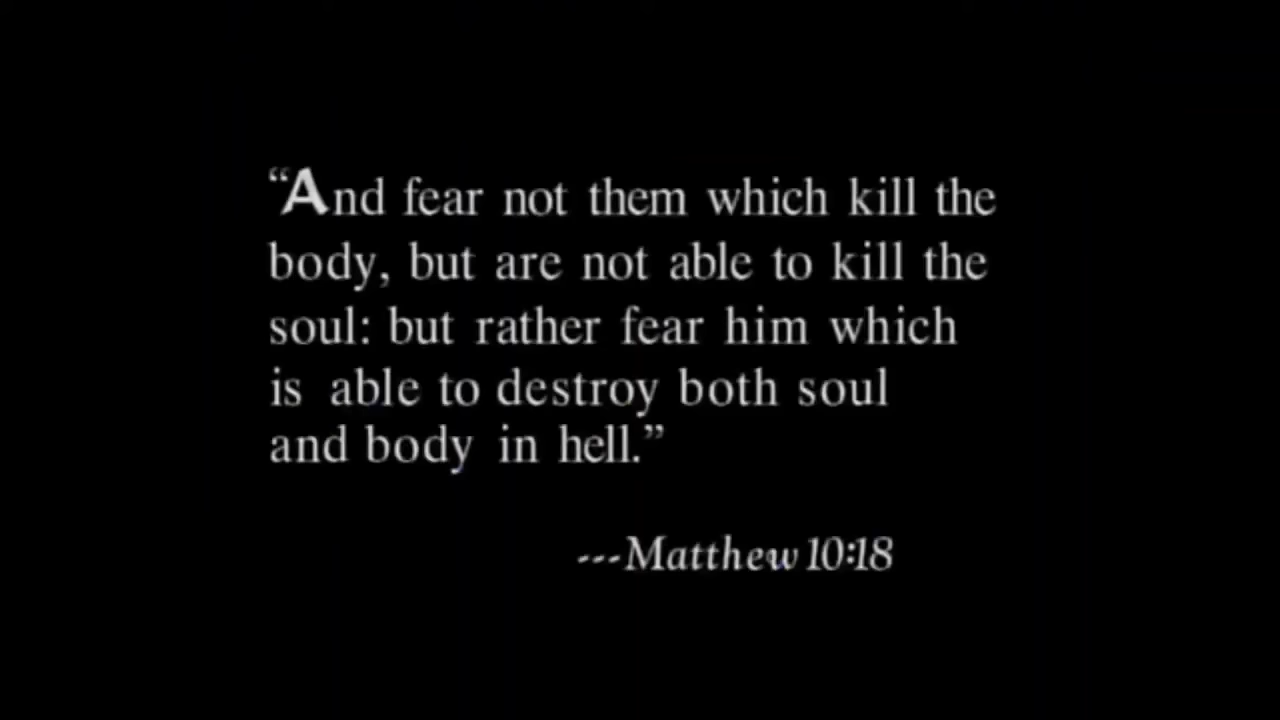 “And fear not them which kill the
body, but are not able to kill the
soul: but rather fear him which
is able to destroy both soul
and body in hell.”
---Matthew 10:18